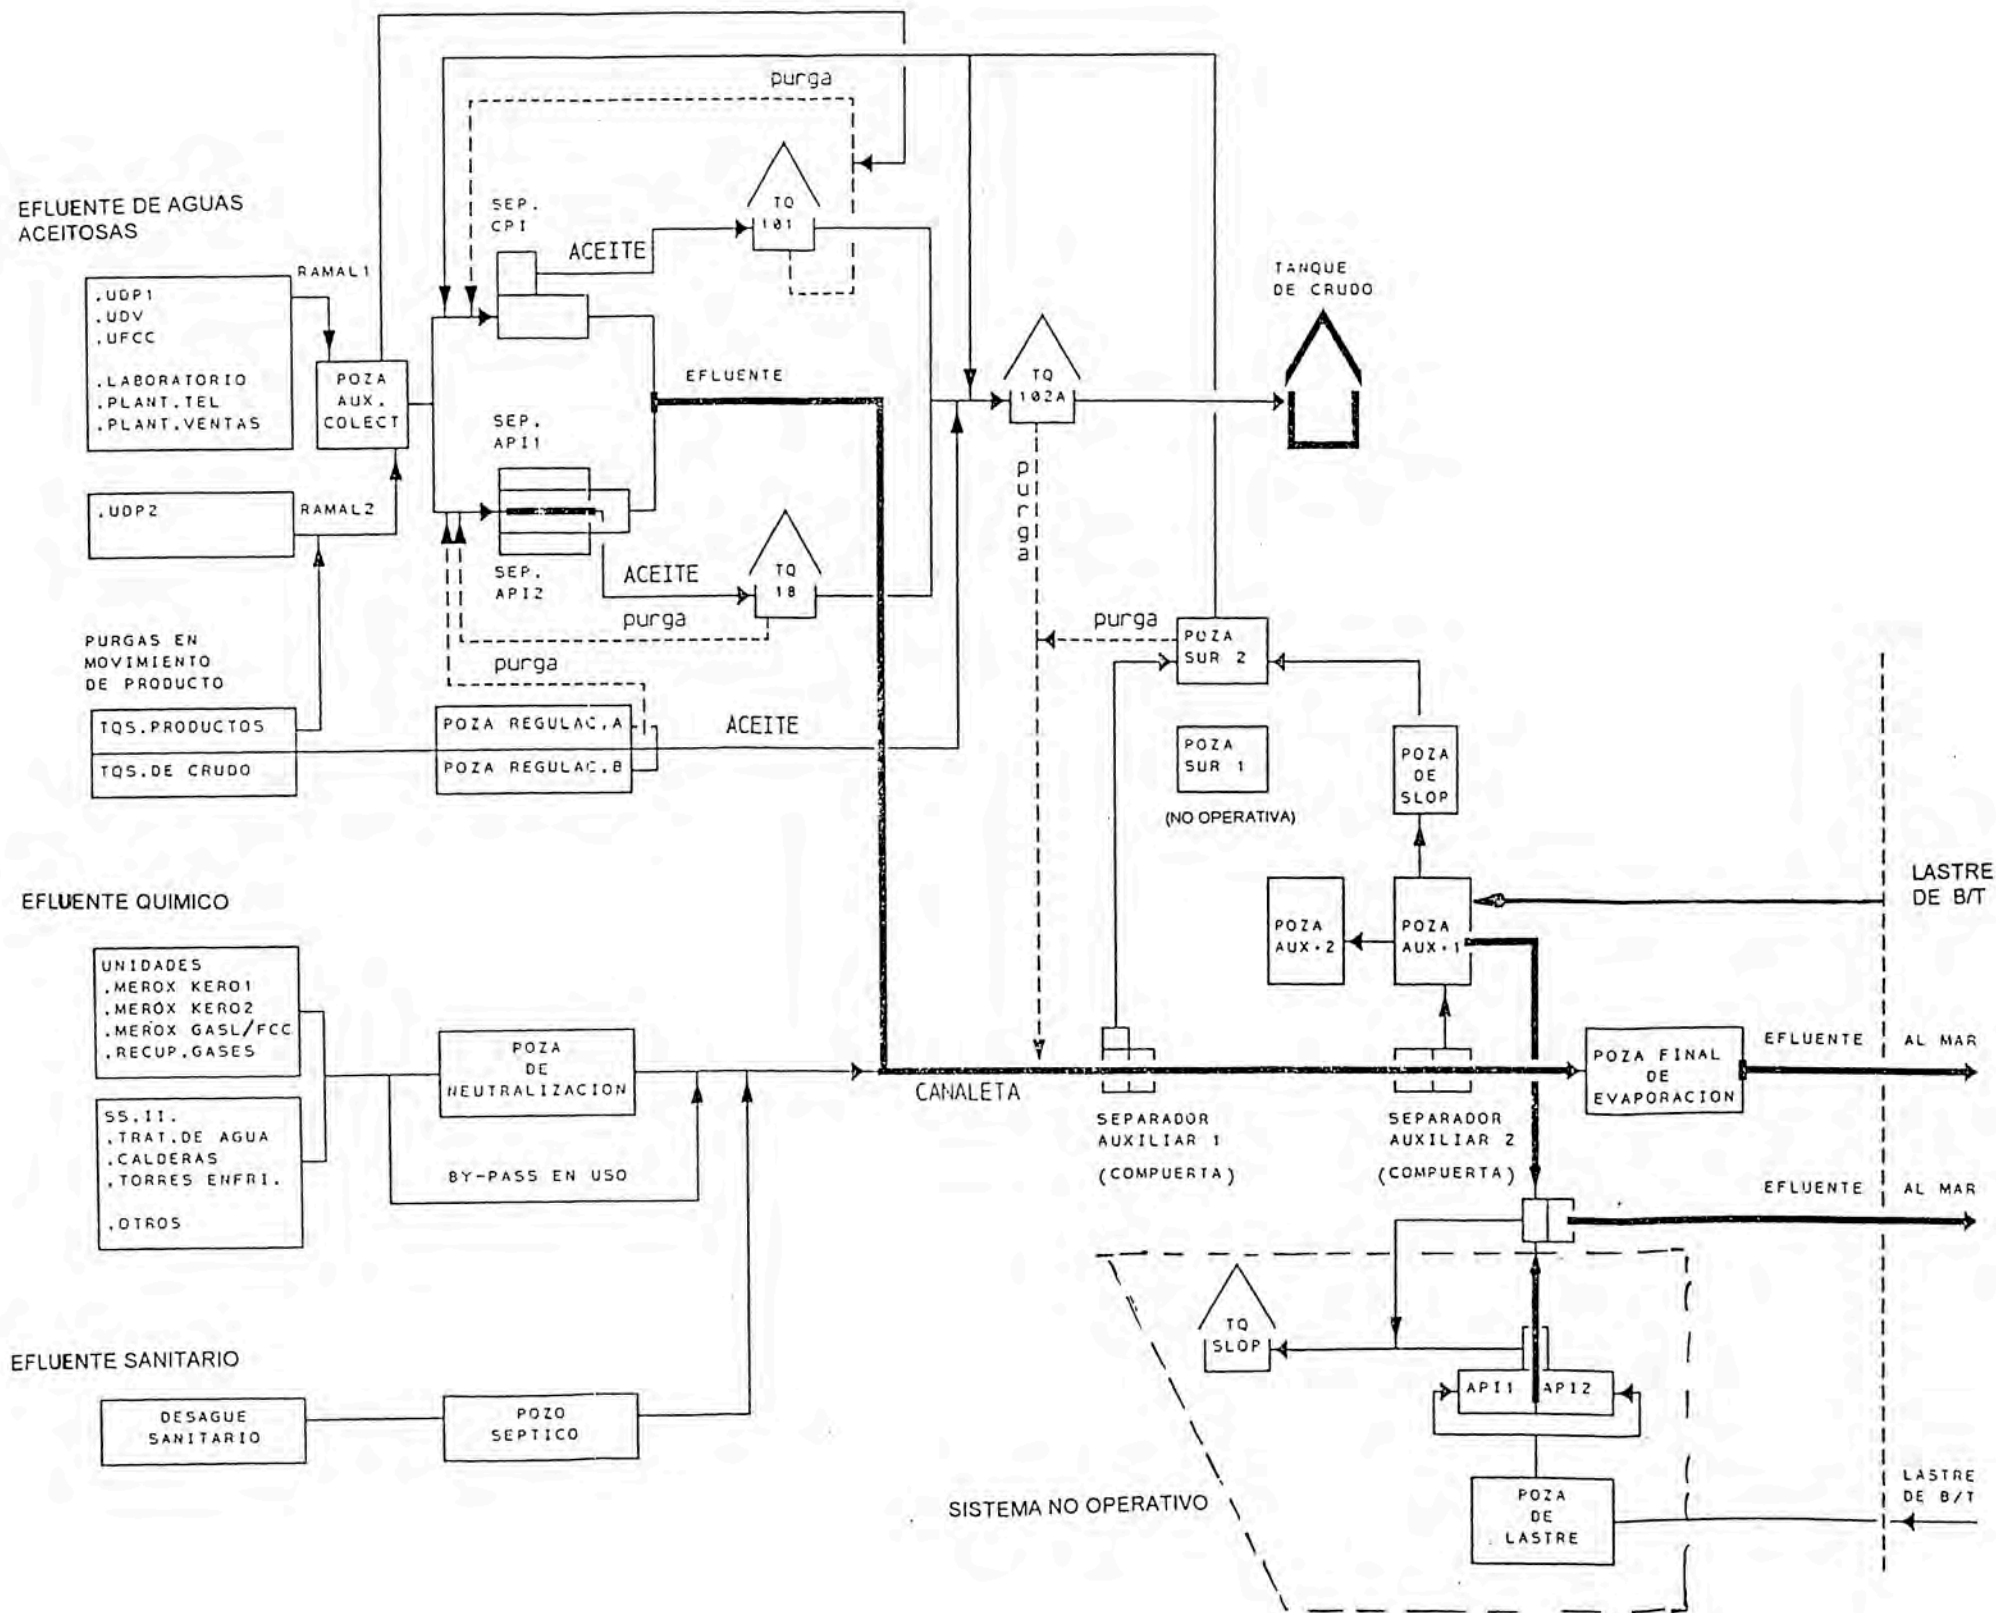 purga
EFLUENTE DE AGUAS
ACEITOSAS
SEP.
CPI
ACEITE
TQ
101
RAMAL1
.UDP1
.UDV
.UFCC
.LABORATORIO
.PLANT.TEL
.PLANT.VENTAS
POZA
AUX.
COLECT
TANQUE
DE CRUDO
EFLUENTE
TQ
102A
SEP.
API1
.UDP2
RAMAL2
purga
SEP.
API2
ACEITE
TQ
18
purga
purga
PURGAS EN
MOVIMIENTO
DE PRODUCTO
TQS.PRODUCTOS
TQS.DE CRUDO
POZA REGULAC.A
POZA REGULAC.B
ACEITE
purga
POZA
SUR 2
POZA
SUR 1
(NO OPERATIVA)
POZA
DE
SLOP
POZA
AUX.2
POZA
AUX.1
LASTRE
DE B/T
EFLUENTE QUIMICO
UNIDADES
.MEROX KERO1
.MEROX KERO2
.MEROX GASL/FCC
.RECUP.GASES
SS.II.
.TRAT.DE AGUA
.CALDERAS
.TORRES ENFRI.
.OTROS
POZA
DE
NEUTRALIZACION
BY-PASS EN USO
CANALETA
SEPARADOR
AUXILIAR 1
(COMPUERTA)
SEPARADOR
AUXILIAR 2
(COMPUERTA)
POZA FINAL
DE
EVAPORACION
EFLUENTE AL MAR
EFLUENTE AL MAR
EFLUENTE SANITARIO
DESAGUE
SANITARIO
POZO
SEPTICO
TQ
SLOP
API1 API2
SISTEMA NO OPERATIVO
POZA
DE
LASTRE
LASTRE
DE B/T